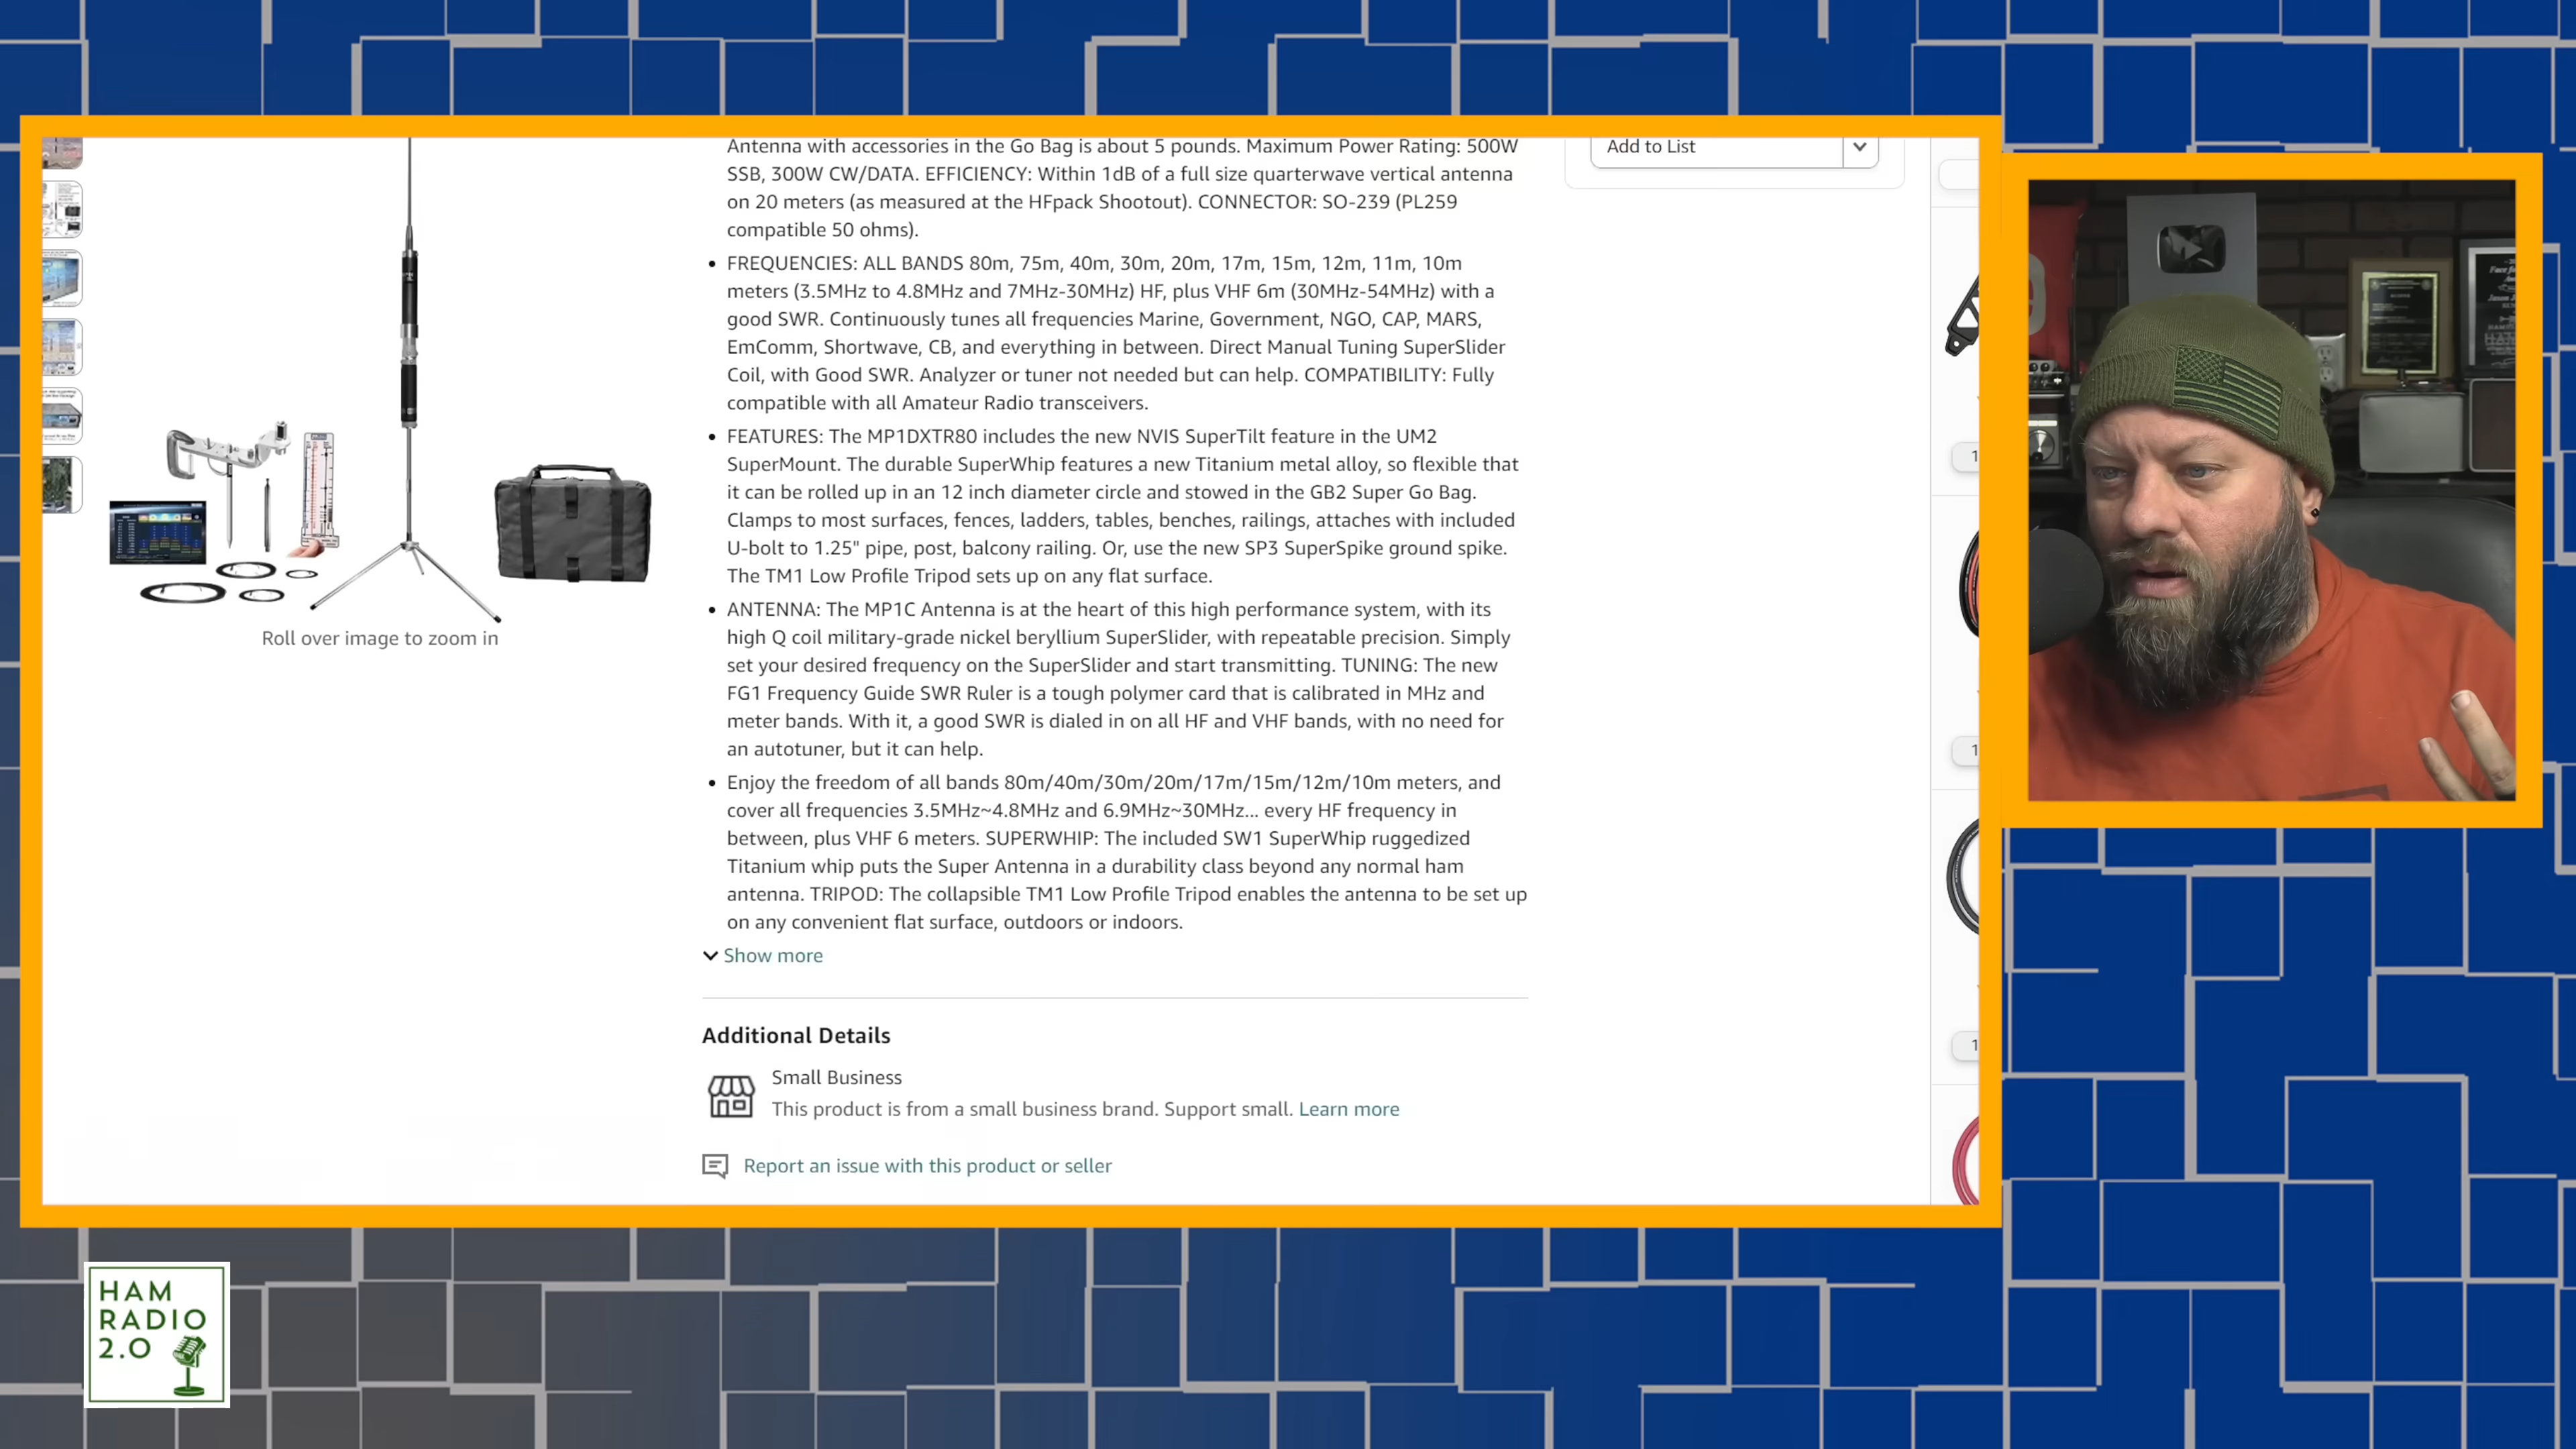 Antenna with accessories in the Go Bag is about 5 pounds. Maximum Power Rating: 500W
SSB, 300W CW/DATA. EFFICIENCY: Within 1dB of a full size quarterwave vertical antenna
on 20 meters (as measured at the HFpack Shootout). CONNECTOR: SO-239 (PL259
compatible 50 ohms).
• FREQUENCIES: ALL BANDS 80m, 75m, 40m, 30m, 20m, 17m, 15m, 12m, 11m, 10m
meters (3.5MHz to 4.8MHz and 7MHz-30MHz) HF, plus VHF 6m (30MHz-54MHz) with a
good SWR. Continuously tunes all frequencies Marine, Government, NGO, CAP, MARS,
EmComm, Shortwave, CB, and everything in between. Direct Manual Tuning SuperSlider
Coil, with Good SWR. Analyzer or tuner not needed but can help. COMPATIBILITY: Fully
compatible with all Amateur Radio transceivers.
• FEATURES: The MP1DXTR80 includes the new NVIS SuperTilt feature in the UM2
SuperMount. The durable SuperWhip features a new Titanium metal alloy, so flexible that
it can be rolled up in an 12 inch diameter circle and stowed in the GB2 Super Go Bag.
Clamps to most surfaces, fences, ladders, tables, benches, railings, attaches with included
U-bolt to 1.25" pipe, post, balcony railing. Or, use the new SP3 SuperSpike ground spike.
The TM1 Low Profile Tripod sets up on any flat surface.
• ANTENNA: The MP1C Antenna is at the heart of this high performance system, with its
high Q coil military-grade nickel beryllium SuperSlider, with repeatable precision. Simply
set your desired frequency on the SuperSlider and start transmitting. TUNING: The new
FG1 Frequency Guide SWR Ruler is a tough polymer card that is calibrated in MHz and
meter bands. With it, a good SWR is dialed in on all HF and VHF bands, with no need for
an autotuner, but it can help.
• Enjoy the freedom of all bands 80m/40m/30m/20m/17m/15m/12m/10m meters, and
cover all frequencies 3.5MHz~4.8MHz and 6.9MHz~30MHz... every HF frequency in
between, plus VHF 6 meters. SUPERWHIP: The included SW1 SuperWhip ruggedized
Titanium whip puts the Super Antenna in a durability class beyond any normal ham
antenna. TRIPOD: The collapsible TM1 Low Profile Tripod enables the antenna to be set up
on any convenient flat surface, outdoors or indoors.
Show more
Additional Details
Small Business
This product is from a small business brand. Support small. Learn more
Report an issue with this product or seller
Roll over image to zoom in
Add to List
1
1
1
HAM
RADIO
2.0